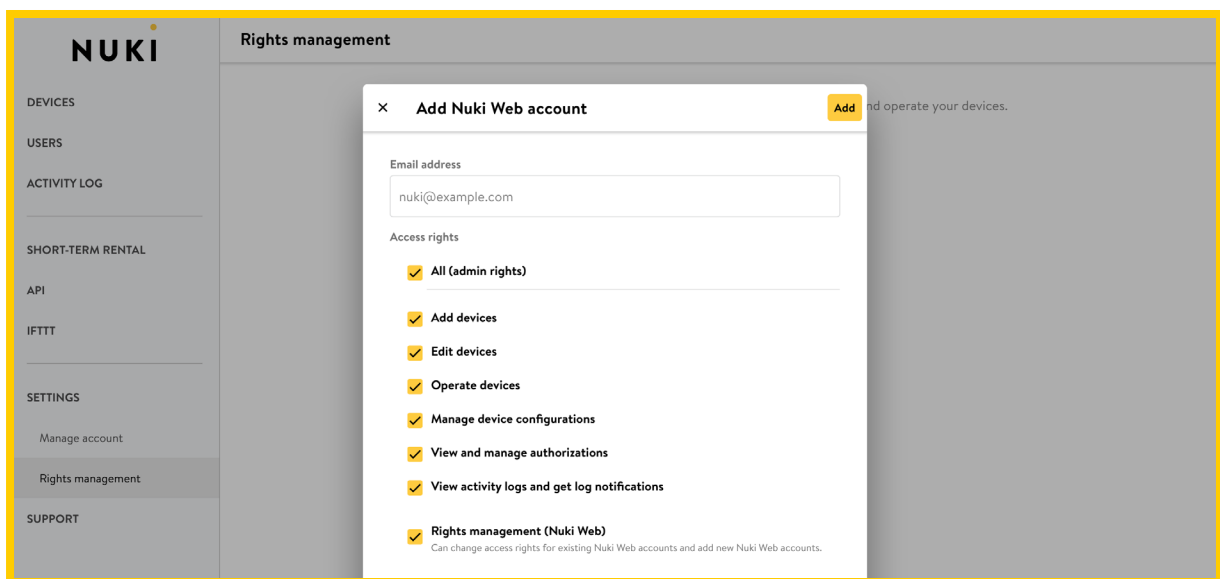 NUKI
DEVICES
USERS
ACTIVITY LOG
SHORT-TERM RENTAL
API
IFTTT
SETTINGS
Manage account
Rights management
SUPPORT
Rights management
nd operate your devices.
Add Nuki Web account
Add
Email address
nuki@example.com
Access rights
All (admin rights)
Add devices
Edit devices
Operate devices
Manage device configurations
View and manage authorizations
View activity logs and get log notifications
Rights management (Nuki Web)
Can change access rights for existing Nuki Web accounts and add new Nuki Web accounts.